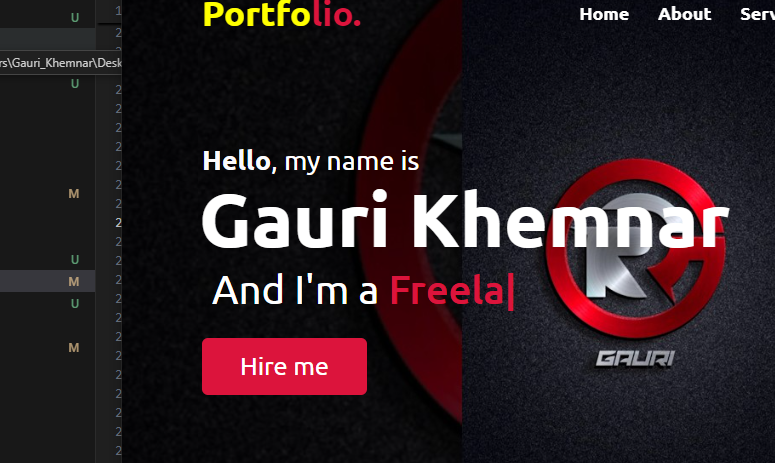 Portfolio.
Home About Serv
rs\Gauri_Khemnar\Desk
Hello, my name is
Gauri Khemnar
And I'm a Freela|
Hire me
GAURI
U
U
M
U
M
U
M